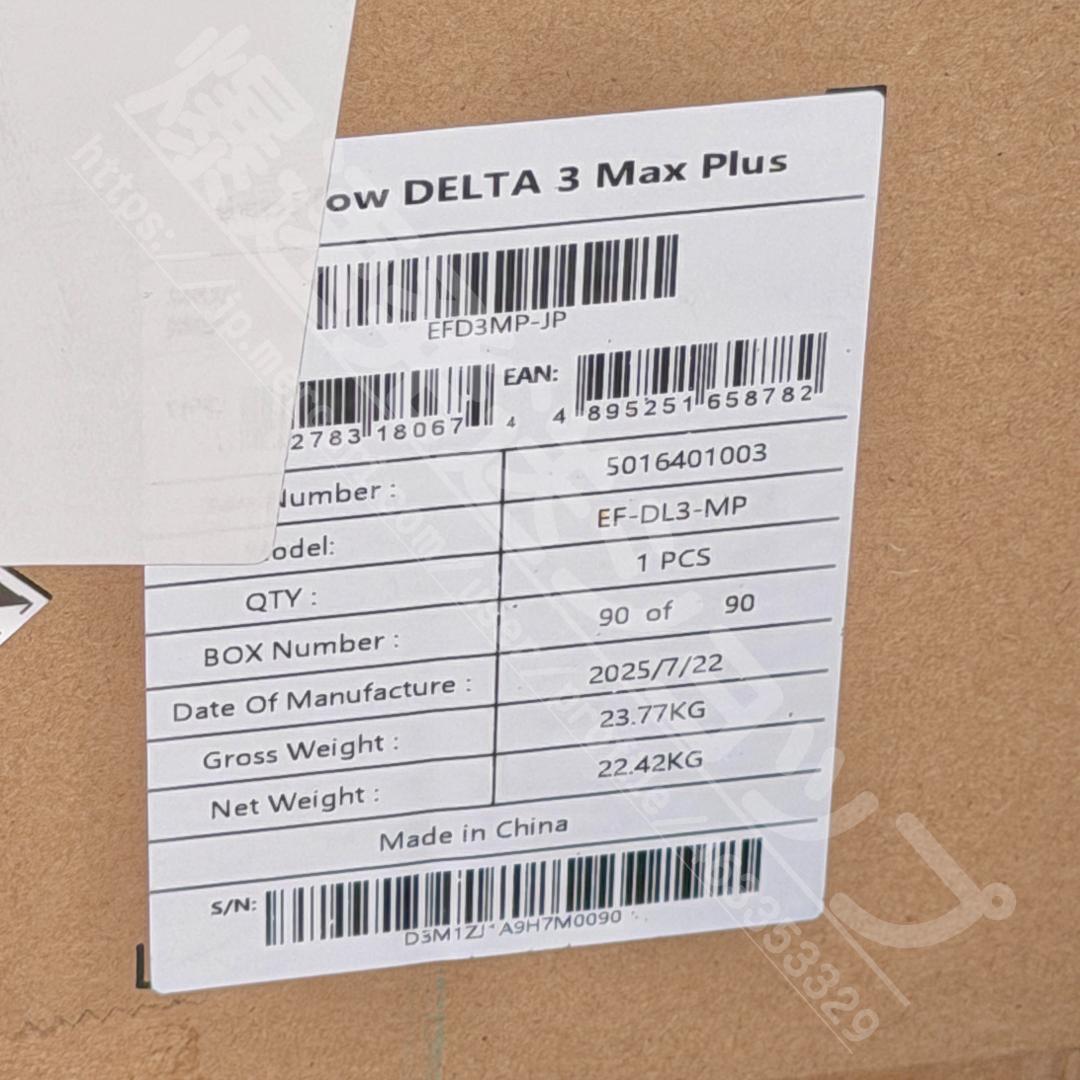 ow DELTA 3 Max Plus
EFD3MP-JP
2783 18067 4
EAN: 4 895251 658782
Number : 5016401003
odel: EF-DL3-MP
QTY : 1 PCS
BOX Number : 90 of 90
Date Of Manufacture : 2025/7/22
Gross Weight : 23.77KG
Net Weight : 22.42KG
Made in China
S/N: